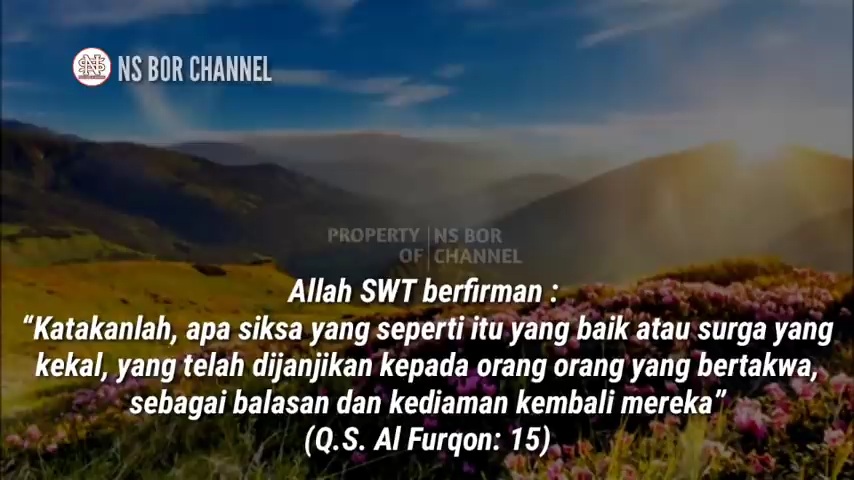 NS BOR CHANNEL
PROPERTY OF NS BOR CHANNEL
Allah SWT berfirman :
“Katakanlah, apa siksa yang seperti itu yang baik atau surga yang
kekal, yang telah dijanjikan kepada orang orang yang bertakwa,
sebagai balasan dan kediaman kembali mereka”
(Q.S. Al Furqon: 15)